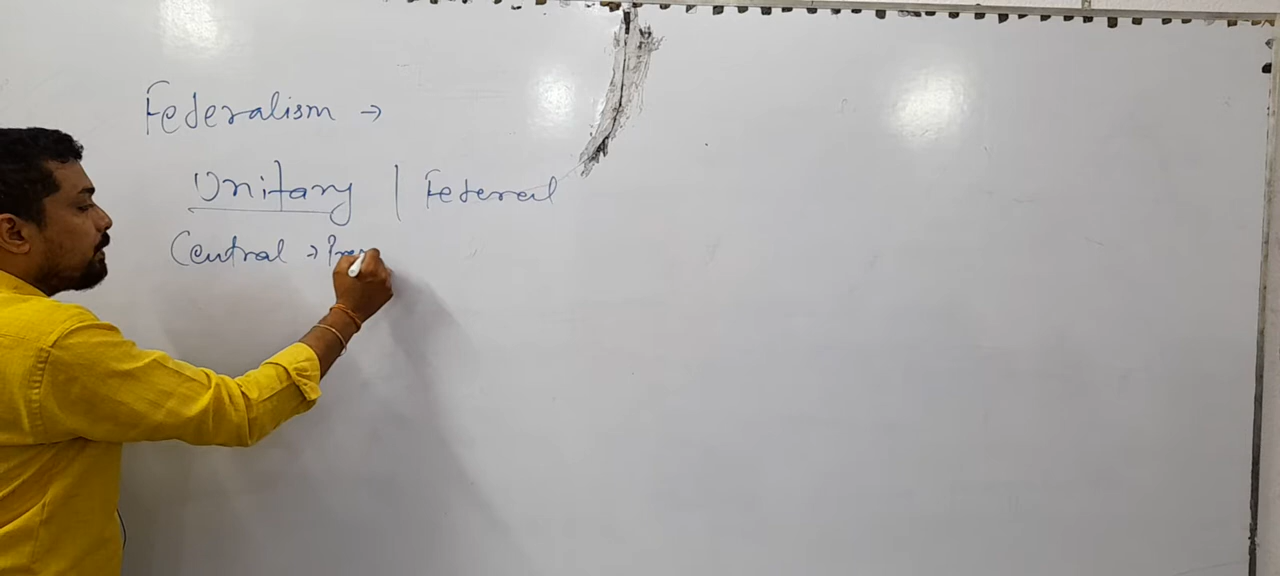 Federalism →
Unitary | Federal
Central →